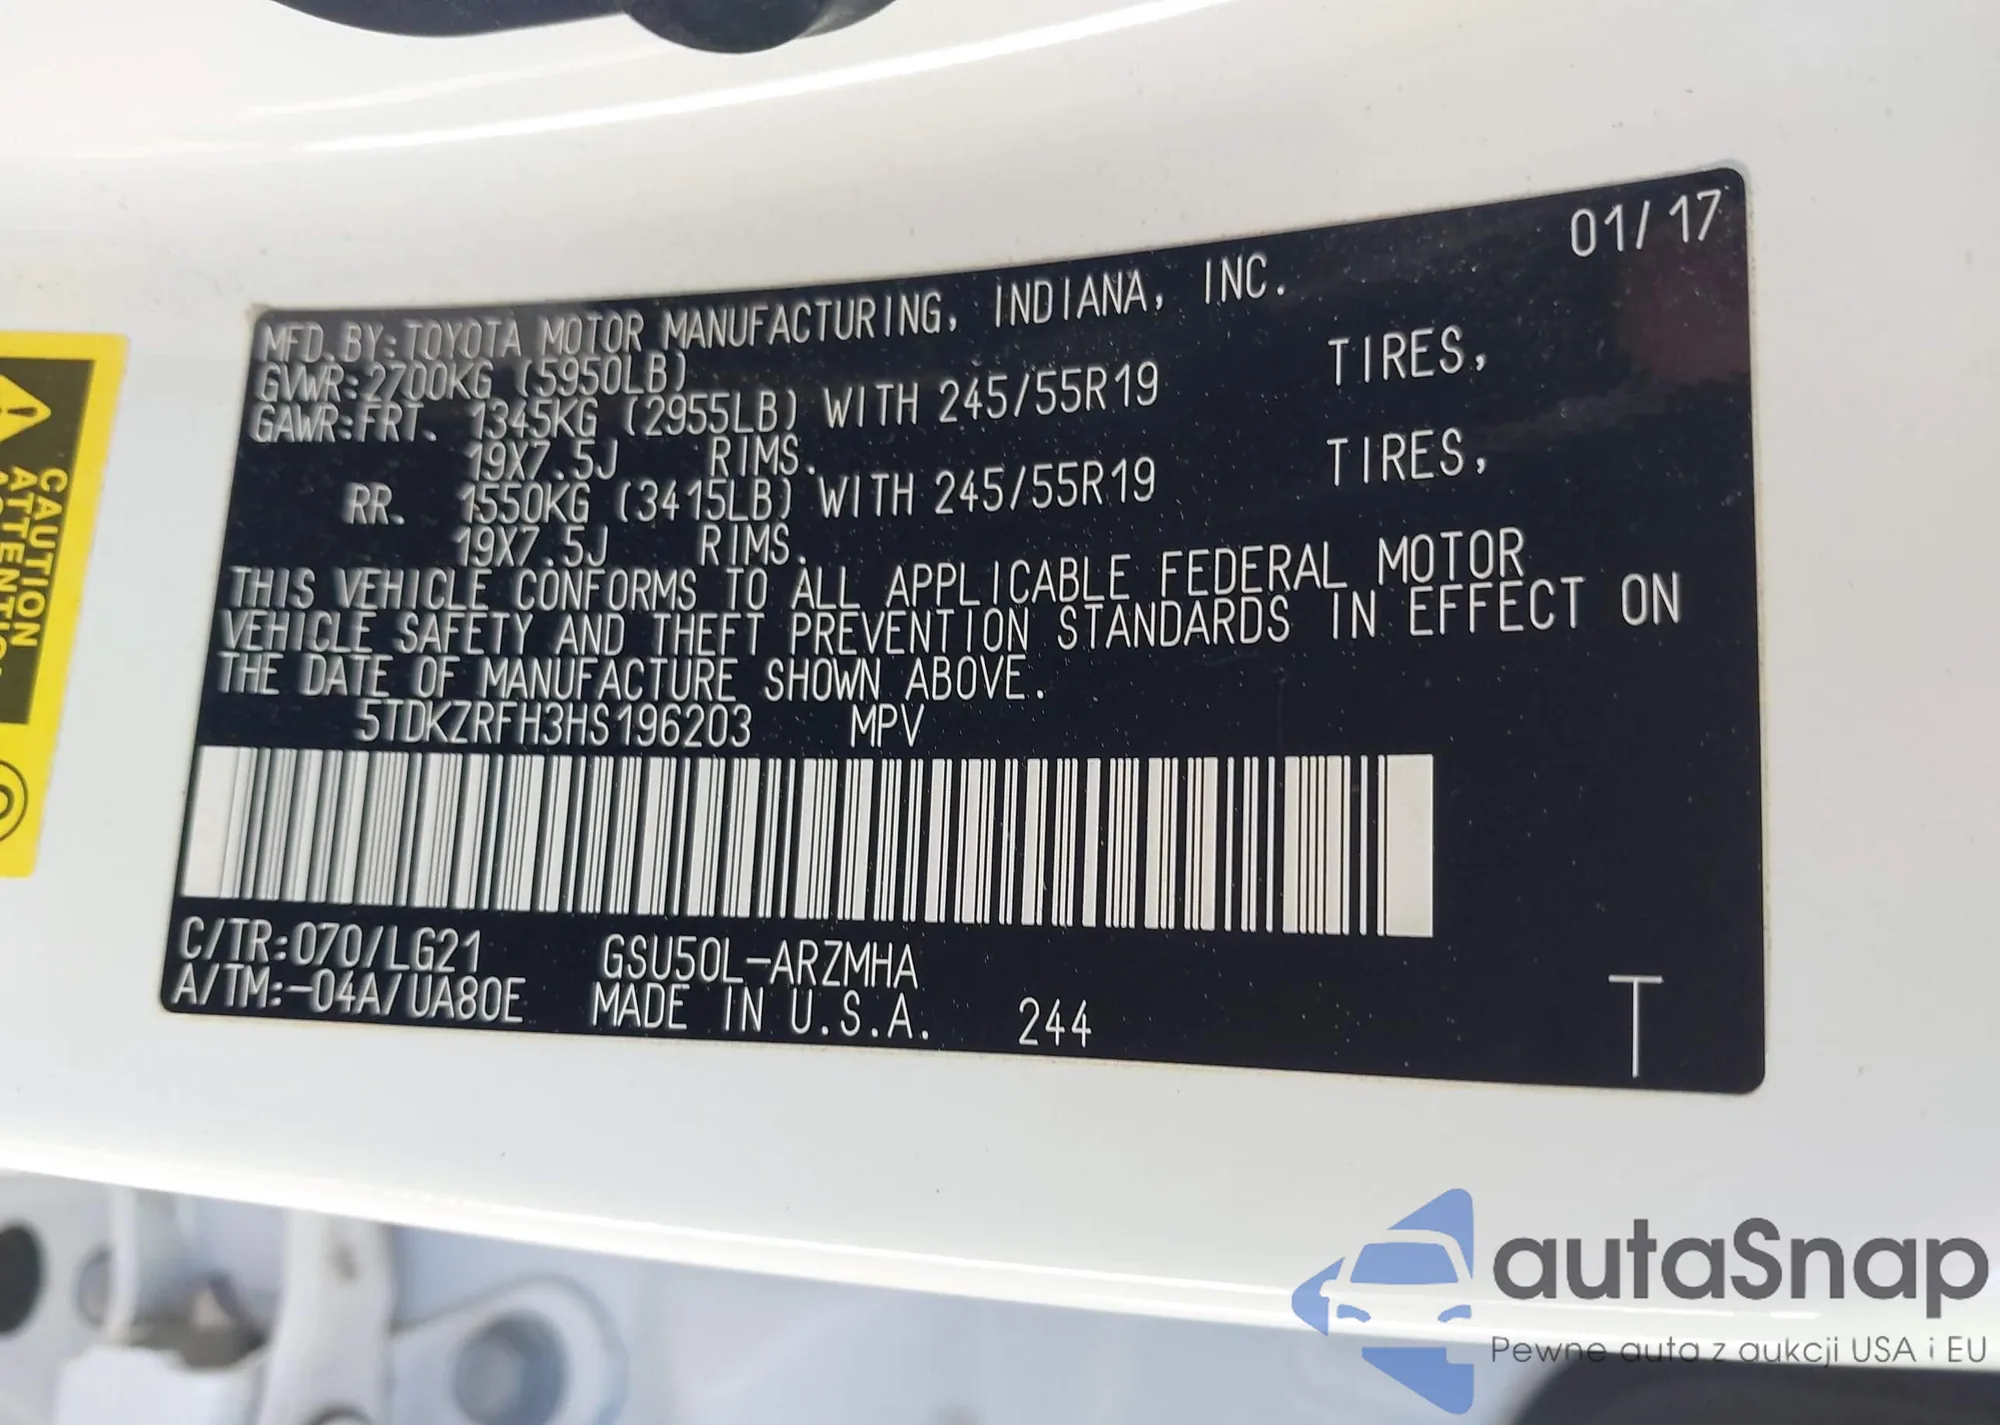 01/17
MFD.BY:TOYOTA MOTOR MANUFACTURING, INDIANA, INC.
GVWR:2700KG (5950LB)
GAWR:FRT. 1345KG (2955LB) WITH 245/55R19 TIRES,
19X7.5J RIMS.
RR. 1550KG (3415LB) WITH 245/55R19 TIRES,
19X7.5J RIMS.
THIS VEHICLE CONFORMS TO ALL APPLICABLE FEDERAL MOTOR
VEHICLE SAFETY AND THEFT PREVENTION STANDARDS IN EFFECT ON
THE DATE OF MANUFACTURE SHOWN ABOVE.
5TDKZRFH3HS196203 MPV
C/TR:070/LG21 GSU50L-ARZMHA
A/TM:-04A/UA80E MADE IN U.S.A. 244
T
CAUTION
autaSnap
Pewne auta z aukcji USA i EU